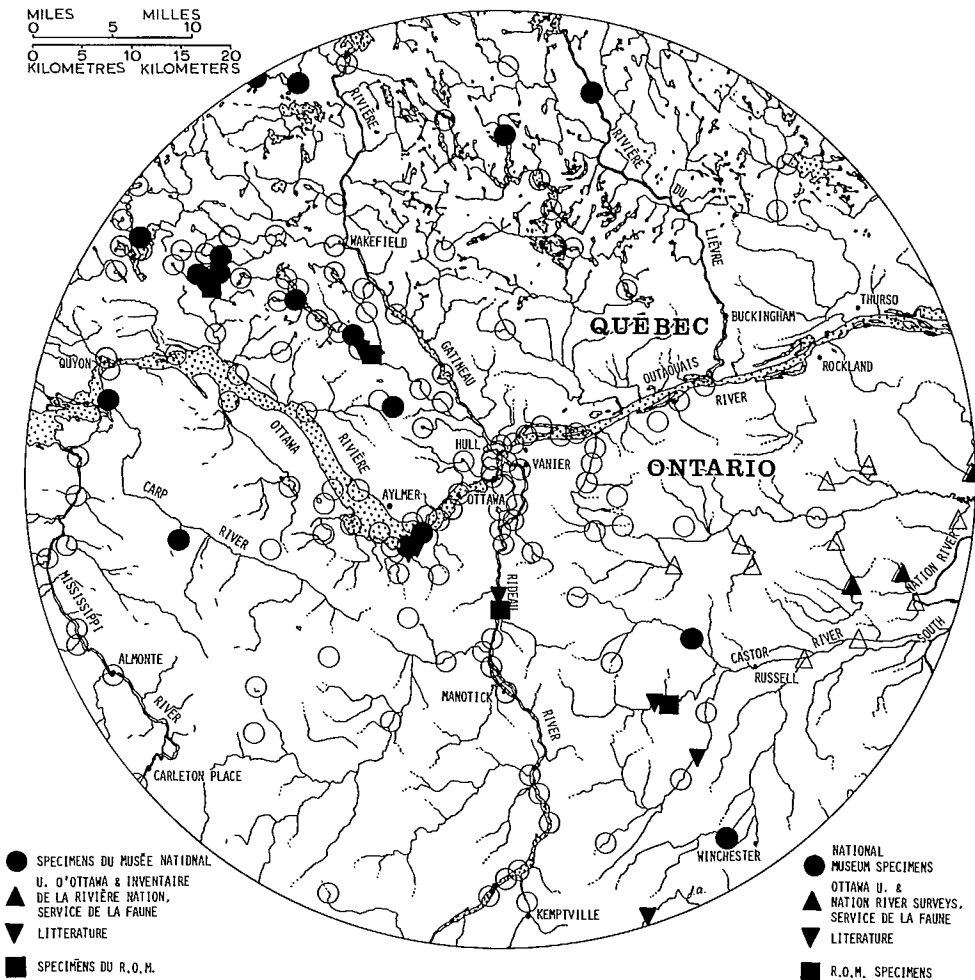 MILES MILLES
0 5 10
0 5 10 15 20
KILOMETRES KILOMETERS
RIVIÈRE
RIVIÈRE
DU
LIÈVRE
WAKEFIELD
GATINEAU
QUÉBEC
BUCKINGHAM
THURSO
ROCKLAND
OUTAOUAIS
RIVER
QUYON
OTTAWA
RIVIÈRE
HULL
VANIER
ONTARIO
AYLMER
OTTAWA
CARP
RIVER
MISSISSIPPI
RIVER
RIDEAU
NATION RIVER
SOUTH
CASTOR
RIVER
RUSSELL
ALMONTE
MANOTICK
RIVER
CARLETON PLACE
WINCHESTER
KEMPTVILLE
J.a.
SPECIMENS DU MUSÉE NATIONAL
U. O'OTTAWA & INVENTAIRE
DE LA RIVIÈRE NATION,
SERVICE DE LA FAUNE
LITTERATURE
SPECIMENS DU R.O.M.
NATIONAL
MUSEUM SPECIMENS
OTTAWA U. &
NATION RIVER SURVEYS,
SERVICE DE LA FAUNE
LITERATURE
R.O.M. SPECIMENS